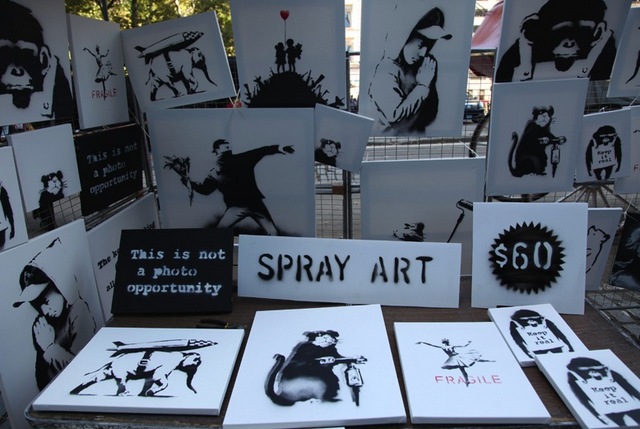 FRAGILE
This is not
a photo
opportunity
Keep it
real
This is not
a photo
opportunity
SPRAY ART
$60
FRAGILE
Keep
it
real
Keep it
real